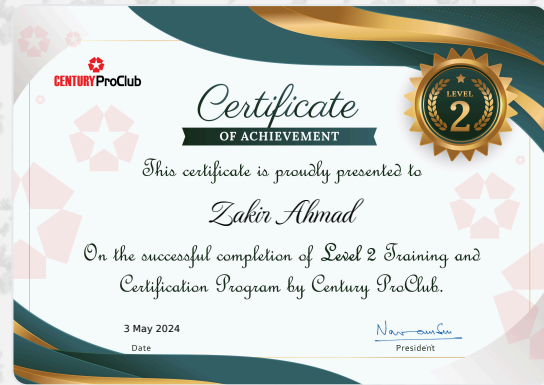 CENTURY ProClub
LEVEL
2
Certificate
OF ACHIEVEMENT
This certificate is proudly presented to
Zakir Ahmad
On the successful completion of Level 2 Training and
Certification Program by Century ProClub.
3 May 2024
Date
President